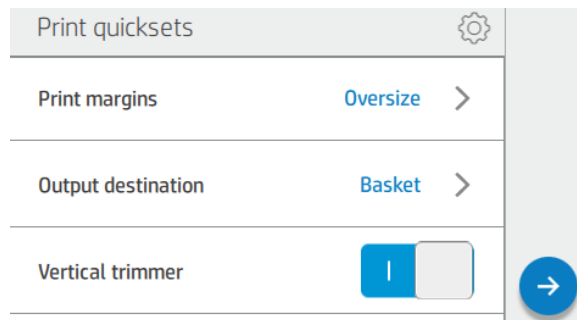 Print quicksets
Print margins Oversize
Output destination Basket
Vertical trimmer